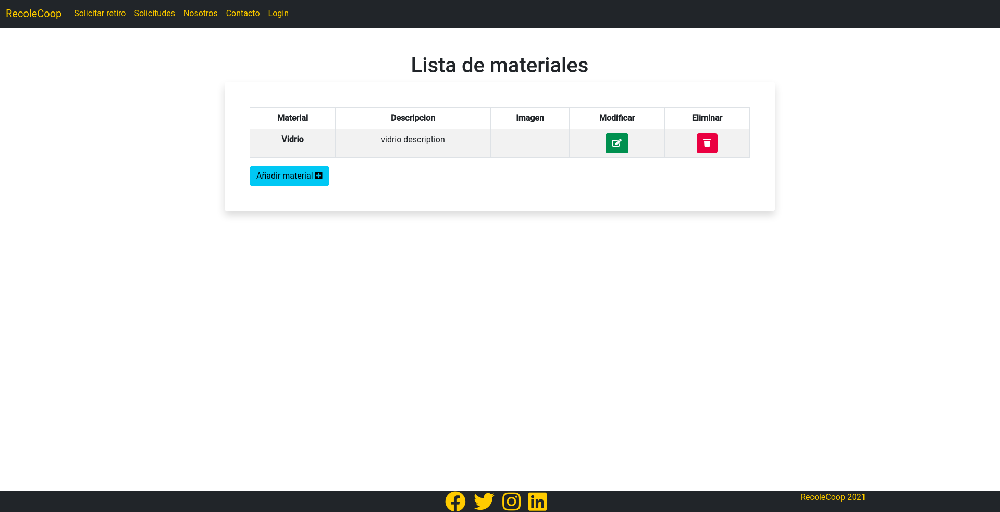 RecoleCoop Solicitar retiro Solicitudes Nosotros Contacto Login
Lista de materiales
Material Descripcion Imagen Modificar Eliminar
Vidrio vidrio description
Añadir material
RecoleCoop 2021